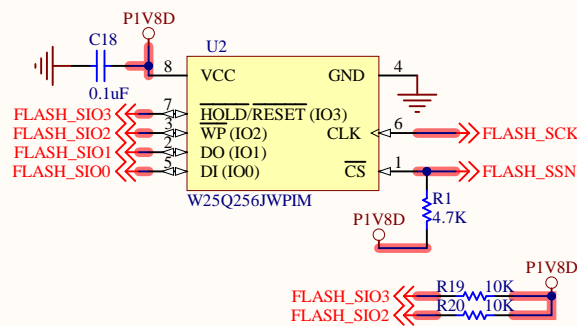 P1V8D
C18
0.1uF
U2
8 VCC GND 4
FLASH_SIO3 7 HOLD/RESET (IO3)
FLASH_SIO2 3 WP (IO2) CLK 6 FLASH_SCK
FLASH_SIO1 2 DO (IO1)
FLASH_SIO0 5 DI (IO0) CS 1 FLASH_SSN
W25Q256JWPIM
R1
4.7K
P1V8D
P1V8D
FLASH_SIO3 R19 10K
FLASH_SIO2 R20 10K